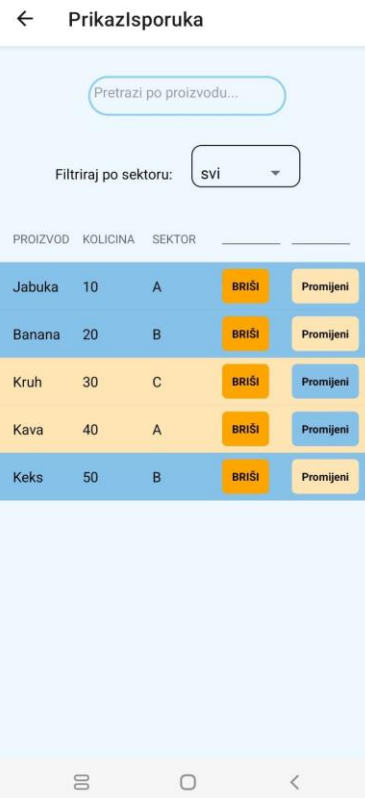 PrikazIsporuka
Pretrazi po proizvodu...
Filtriraj po sektoru: svi
PROIZVOD KOLICINA SEKTOR
Jabuka 10 A BRIŠI Promijeni
Banana 20 B BRIŠI Promijeni
Kruh 30 C BRIŠI Promijeni
Kava 40 A BRIŠI Promijeni
Keks 50 B BRIŠI Promijeni